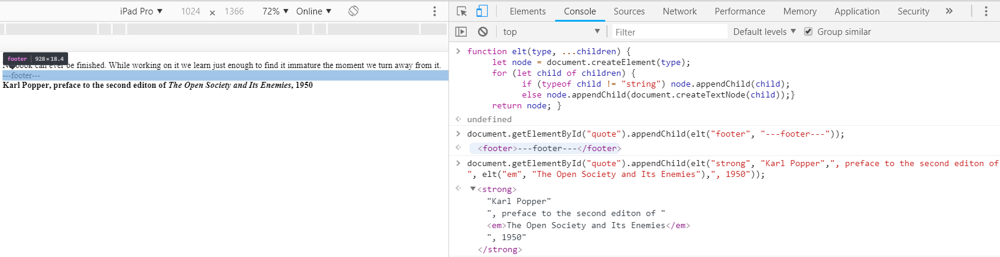 iPad Pro ▼ 1024 × 1366 72% ▼ Online ▼
Elements Console Sources Network Performance Memory Application Security »
top ▼ Filter Default levels ▼ Group similar
footer 928 × 18.4
book can ever be finished. While working on it we learn just enough to find it immature the moment we turn away from it.
---footer---
Karl Popper, preface to the second editon of The Open Society and Its Enemies, 1950
> function elt(type, ...children) {
let node = document.createElement(type);
for (let child of children) {
if (typeof child != "string") node.appendChild(child);
else node.appendChild(document.createTextNode(child));}
return node; }
undefined
> document.getElementById("quote").appendChild(elt("footer", "---footer---"));
<footer>---footer---</footer>
> document.getElementById("quote").appendChild(elt("strong", "Karl Popper",", preface to the second editon of
", elt("em", "The Open Society and Its Enemies"),", 1950"));
▼<strong>
"Karl Popper"
", preface to the second editon of "
<em>The Open Society and Its Enemies</em>
", 1950"
</strong>